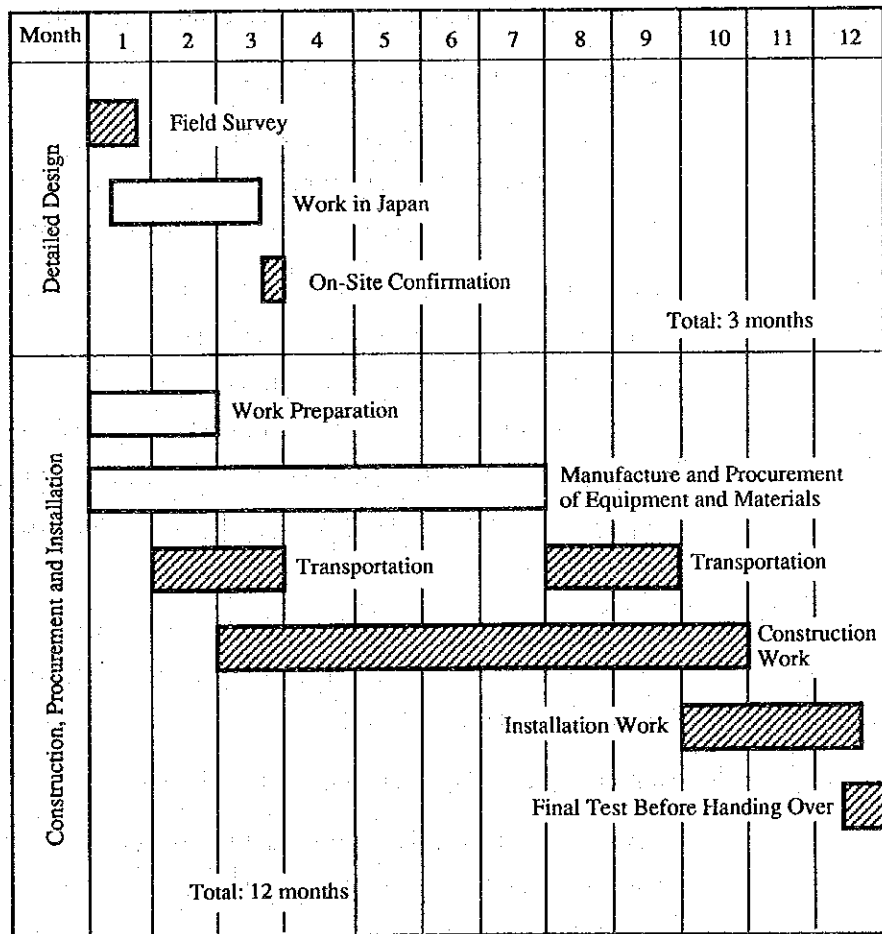 Month 1 2 3 4 5 6 7 8 9 10 11 12
Detailed Design
Field Survey
Work in Japan
On-Site Confirmation
Total: 3 months
Construction, Procurement and Installation
Work Preparation
Manufacture and Procurement
of Equipment and Materials
Transportation
Transportation
Construction
Work
Installation Work
Final Test Before Handing Over
Total: 12 months